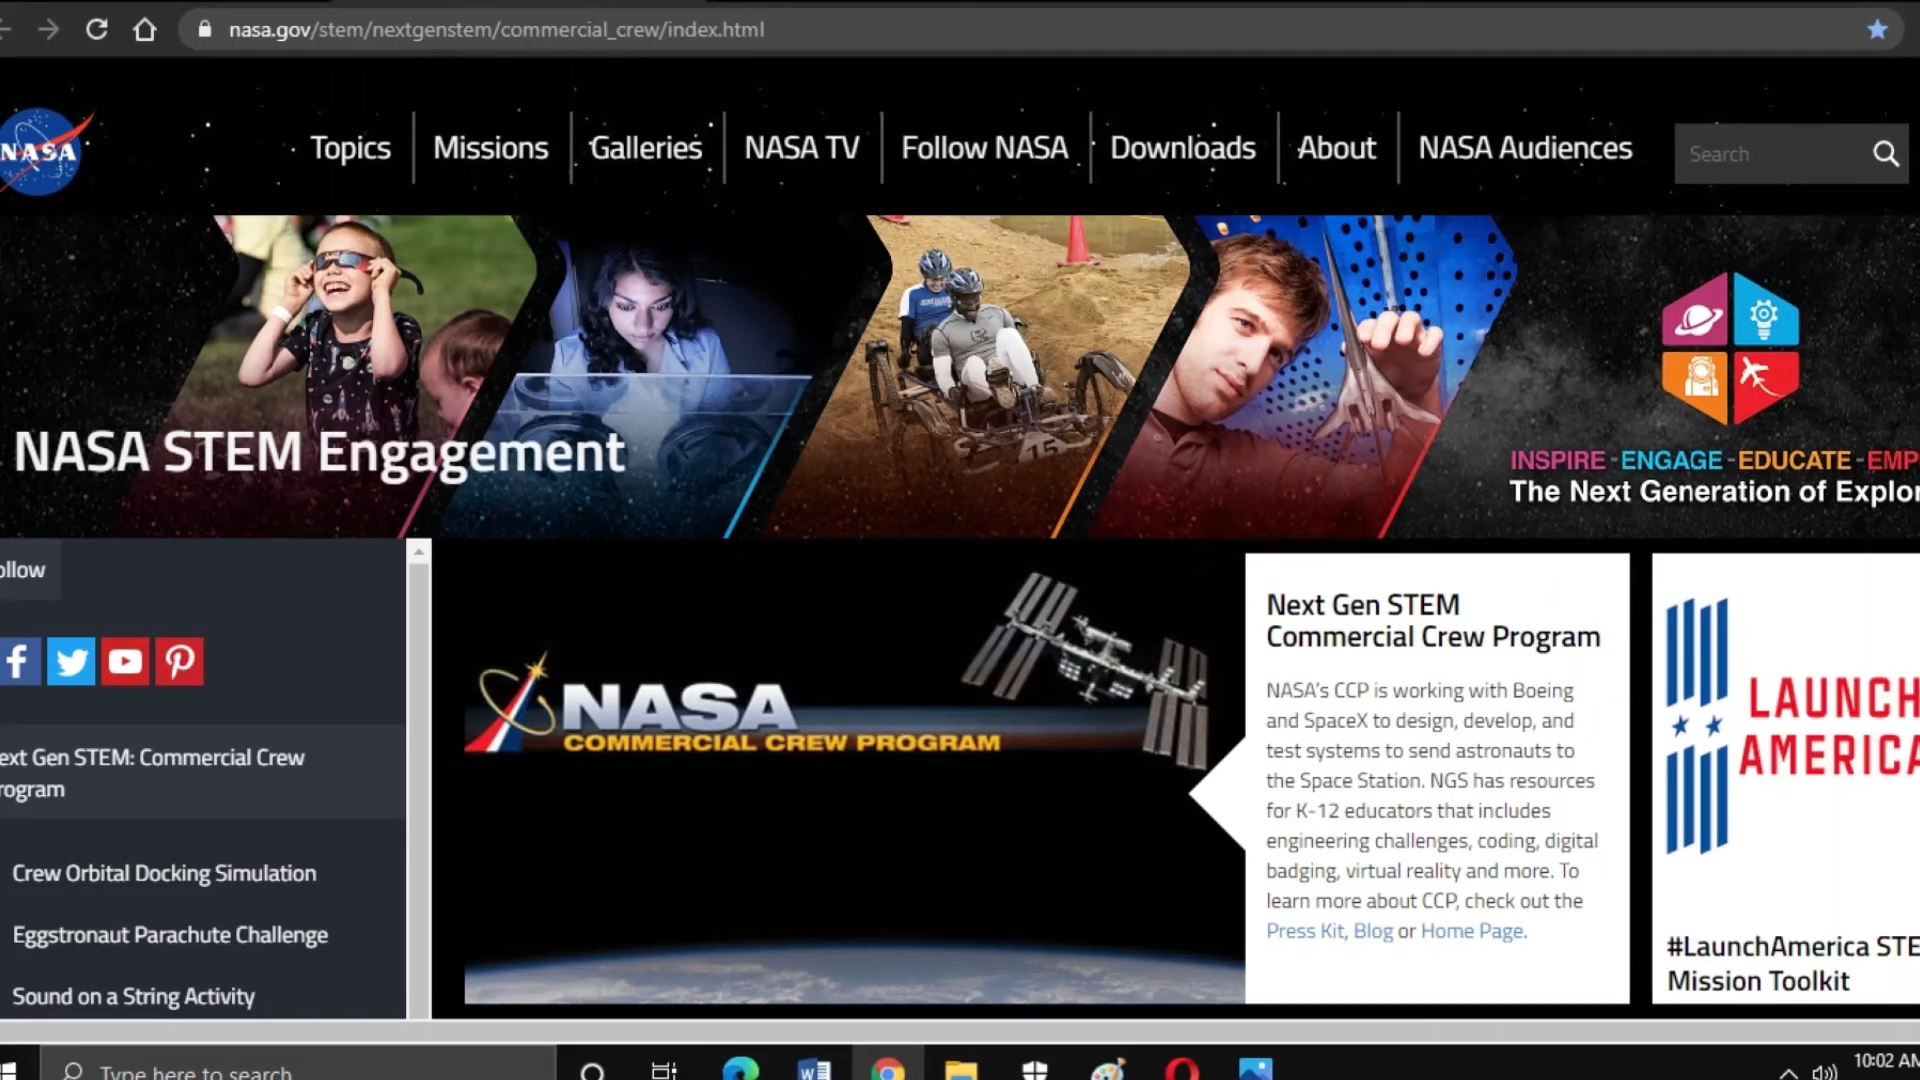 nasa.gov/stem/nextgenstem/commercial_crew/index.html
NASA
Topics
Missions
Galleries
NASA TV
Follow NASA
Downloads
About
NASA Audiences
Search
15
NASA STEM Engagement
INSPIRE - ENGAGE - EDUCATE - EMP
The Next Generation of Explor
ollow
ext Gen STEM: Commercial Crew
rogram
Crew Orbital Docking Simulation
Eggstronaut Parachute Challenge
Sound on a String Activity
NASA
COMMERCIAL CREW PROGRAM
Next Gen STEM
Commercial Crew Program
NASA's CCP is working with Boeing
and SpaceX to design, develop, and
test systems to send astronauts to
the Space Station. NGS has resources
for K-12 educators that includes
engineering challenges, coding, digital
badging, virtual reality and more. To
learn more about CCP, check out the
Press Kit, Blog or Home Page.
LAUNCH
AMERICA
#LaunchAmerica STE
Mission Toolkit
Type here to search
10:02 AM